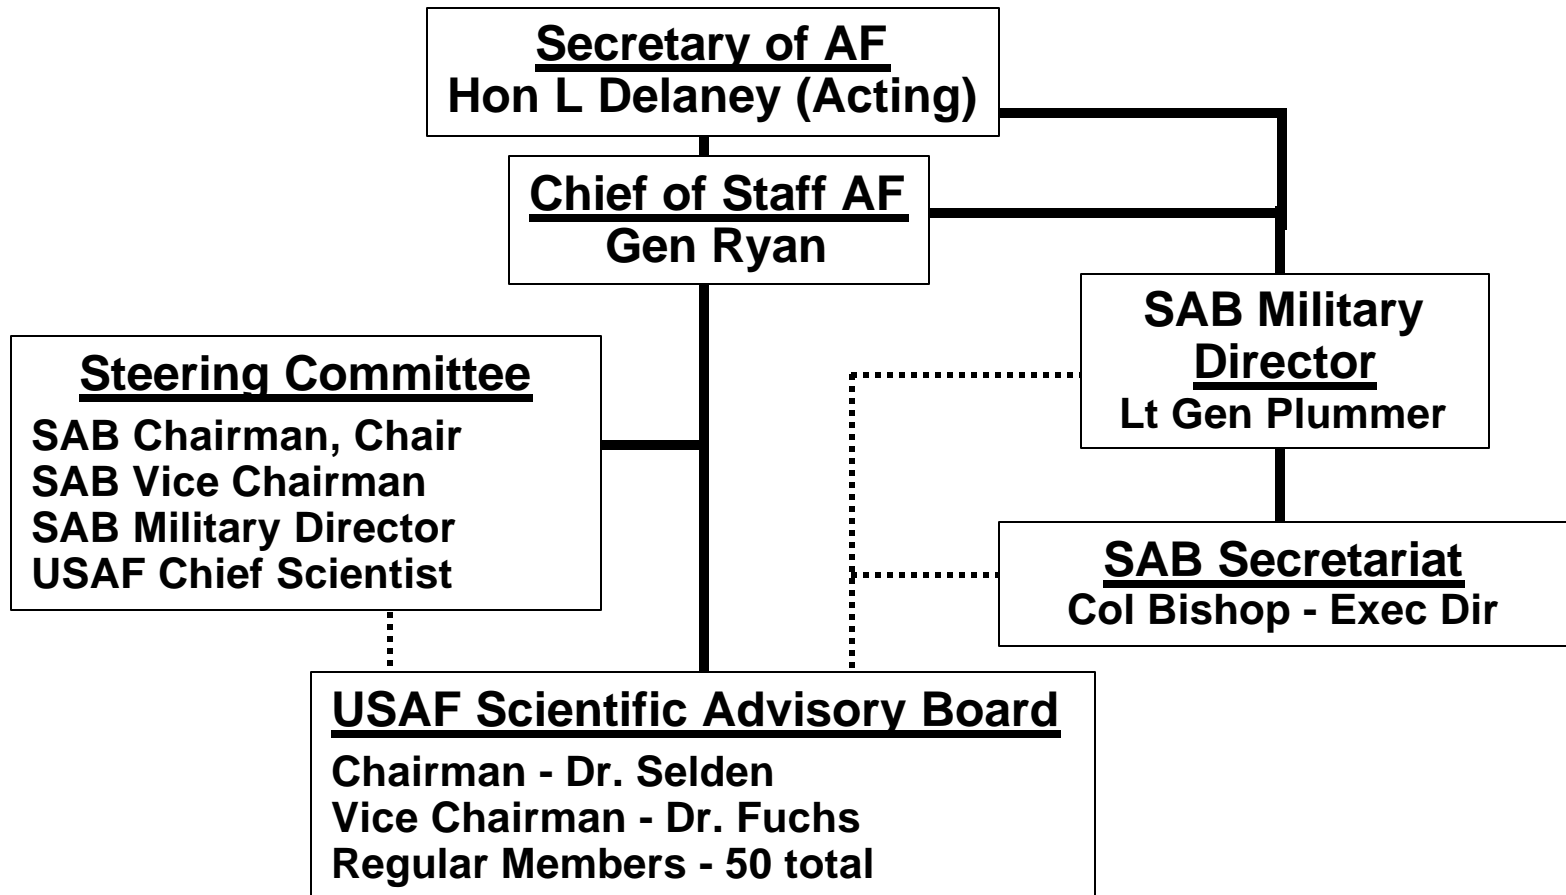 Secretary of AF
Hon L Delaney (Acting)
Chief of Staff AF
Gen Ryan
SAB Military
Director
Lt Gen Plummer
Steering Committee
SAB Chairman, Chair
SAB Vice Chairman
SAB Military Director
USAF Chief Scientist
SAB Secretariat
Col Bishop - Exec Dir
USAF Scientific Advisory Board
Chairman - Dr. Selden
Vice Chairman - Dr. Fuchs
Regular Members - 50 total